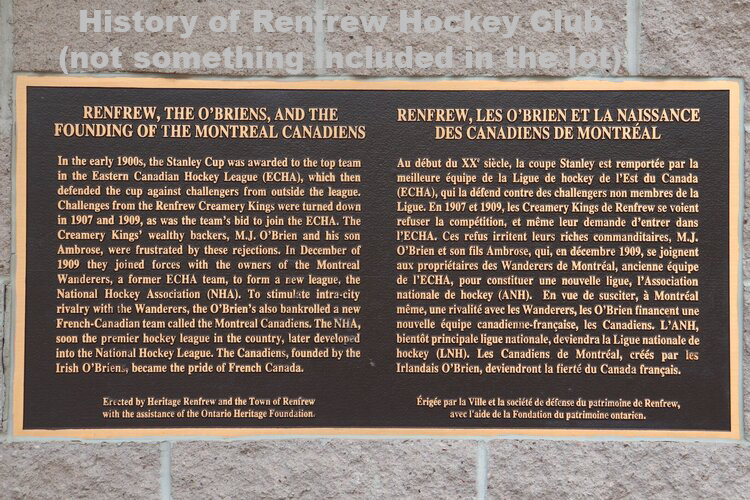 History of Renfrew Hockey Club
(not something included in the lot)
RENFREW, THE O'BRIENS, AND THE
FOUNDING OF THE MONTREAL CANADIENS
In the early 1900s, the Stanley Cup was awarded to the top team
in the Eastern Canadian Hockey League (ECHA), which then
defended the cup against challengers from outside the league.
Challenges from the Renfrew Creamery Kings were turned down
in 1907 and 1909, as was the team's bid to join the ECHA. The
Creamery Kings' wealthy backers, M.J. O'Brien and his son
Ambrose, were frustrated by these rejections. In December of
1909 they joined forces with the owners of the Montreal
Wanderers, a former ECHA team, to form a new league, the
National Hockey Association (NHA). To stimulate intra-city
rivalry with the Wanderers, the O'Brien's also bankrolled a new
French-Canadian team called the Montreal Canadiens. The NHA,
soon the premier hockey league in the country, later developed
into the National Hockey League. The Canadiens, founded by the
Irish O'Briens, became the pride of French Canada.
Erected by Heritage Renfrew and the Town of Renfrew
with the assistance of the Ontario Heritage Foundation.
RENFREW, LES O'BRIEN ET LA NAISSANCE
DES CANADIENS DE MONTRÉAL
Au début du XXe siècle, la coupe Stanley est remportée par la
meilleure équipe de la Ligue de hockey de l'Est du Canada
(ECHA), qui la défend contre des challengers non membres de la
Ligue. En 1907 et 1909, les Creamery Kings de Renfrew se voient
refuser la compétition, et même leur demande d'entrer dans
l'ECHA. Ces refus irritent leurs riches commanditaires, M.J.
O'Brien et son fils Ambrose, qui, en décembre 1909, se joignent
aux propriétaires des Wanderers de Montréal, ancienne équipe
de l'ECHA, pour constituer une nouvelle ligue, l'Association
nationale de hockey (ANH). En vue de susciter, à Montréal
même, une rivalité avec les Wanderers, les O'Brien financent une
nouvelle équipe canadienne-française, les Canadiens. L'ANH,
bientôt principale ligue nationale, deviendra la Ligue nationale de
hockey (LNH). Les Canadiens de Montréal, créés par les
Irlandais O'Brien, deviendront la fierté du Canada français.
Érigée par la Ville et la société de défense du patrimoine de Renfrew,
avec l'aide de la Fondation du patrimoine ontarien.